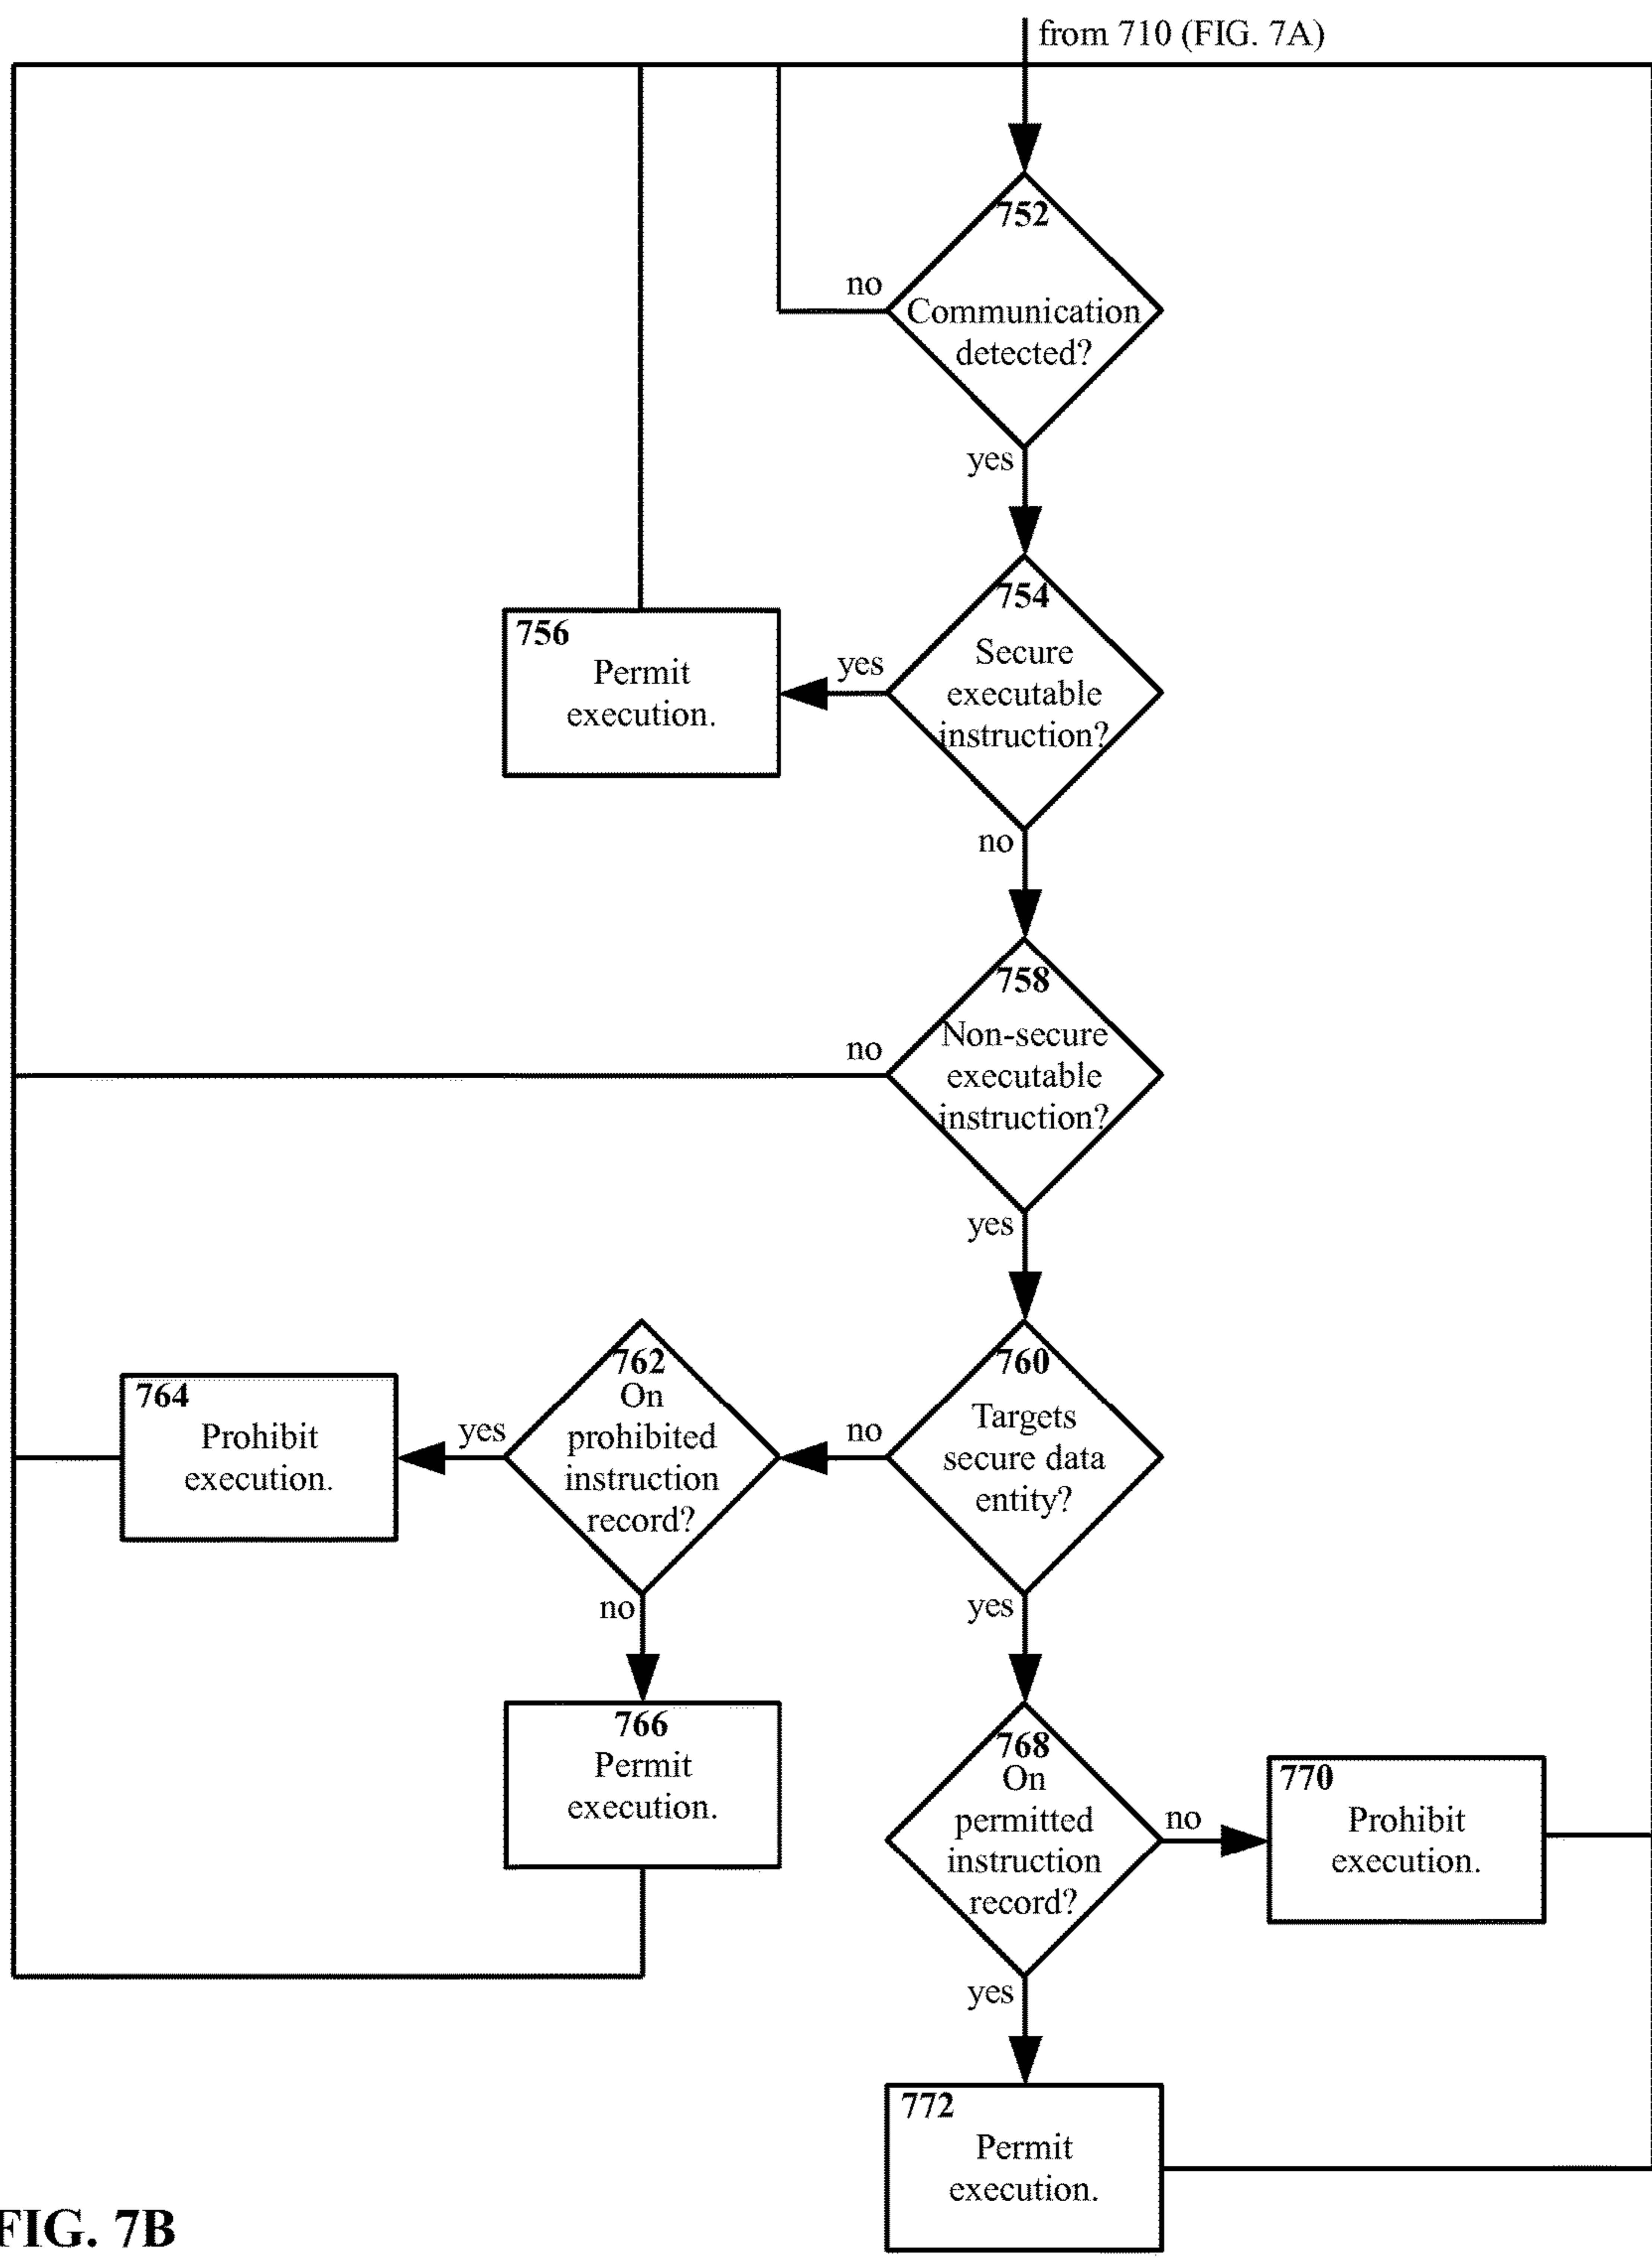 from 710 (FIG. 7A)
752
no
Communication
detected?
yes
754
756
Permit
execution.
yes
Secure
executable
instruction?
no
758
no
Non-secure
executable
instruction?
yes
764
Prohibit
execution.
yes
762
On
prohibited
instruction
record?
no
760
Targets
secure data
entity?
no
yes
766
Permit
execution.
768
On
permitted
instruction
record?
no
770
Prohibit
execution.
yes
772
Permit
execution.
FIG. 7B